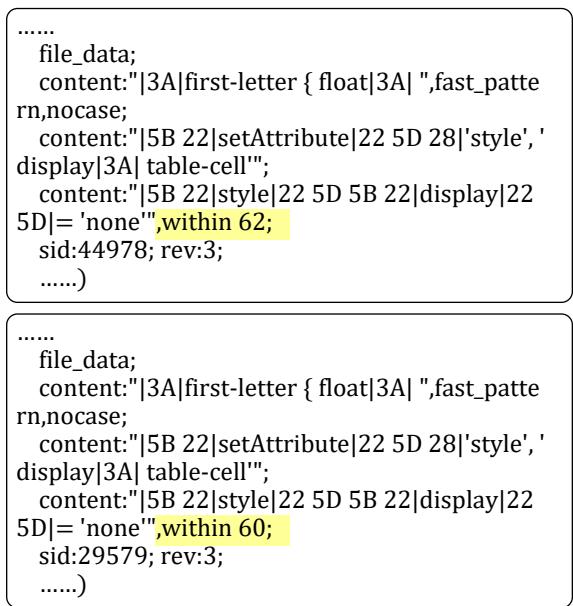 ……
file_data;
content:"|3A|first-letter { float|3A| ",fast_patte
rn,nocase;
content:"|5B 22|setAttribute|22 5D 28|'style', '
display|3A| table-cell'";
content:"|5B 22|style|22 5D 5B 22|display|22
5D|= 'none'",within 62;
sid:44978; rev:3;
……)
……
file_data;
content:"|3A|first-letter { float|3A| ",fast_patte
rn,nocase;
content:"|5B 22|setAttribute|22 5D 28|'style', '
display|3A| table-cell'";
content:"|5B 22|style|22 5D 5B 22|display|22
5D|= 'none'",within 60;
sid:29579; rev:3;
……)